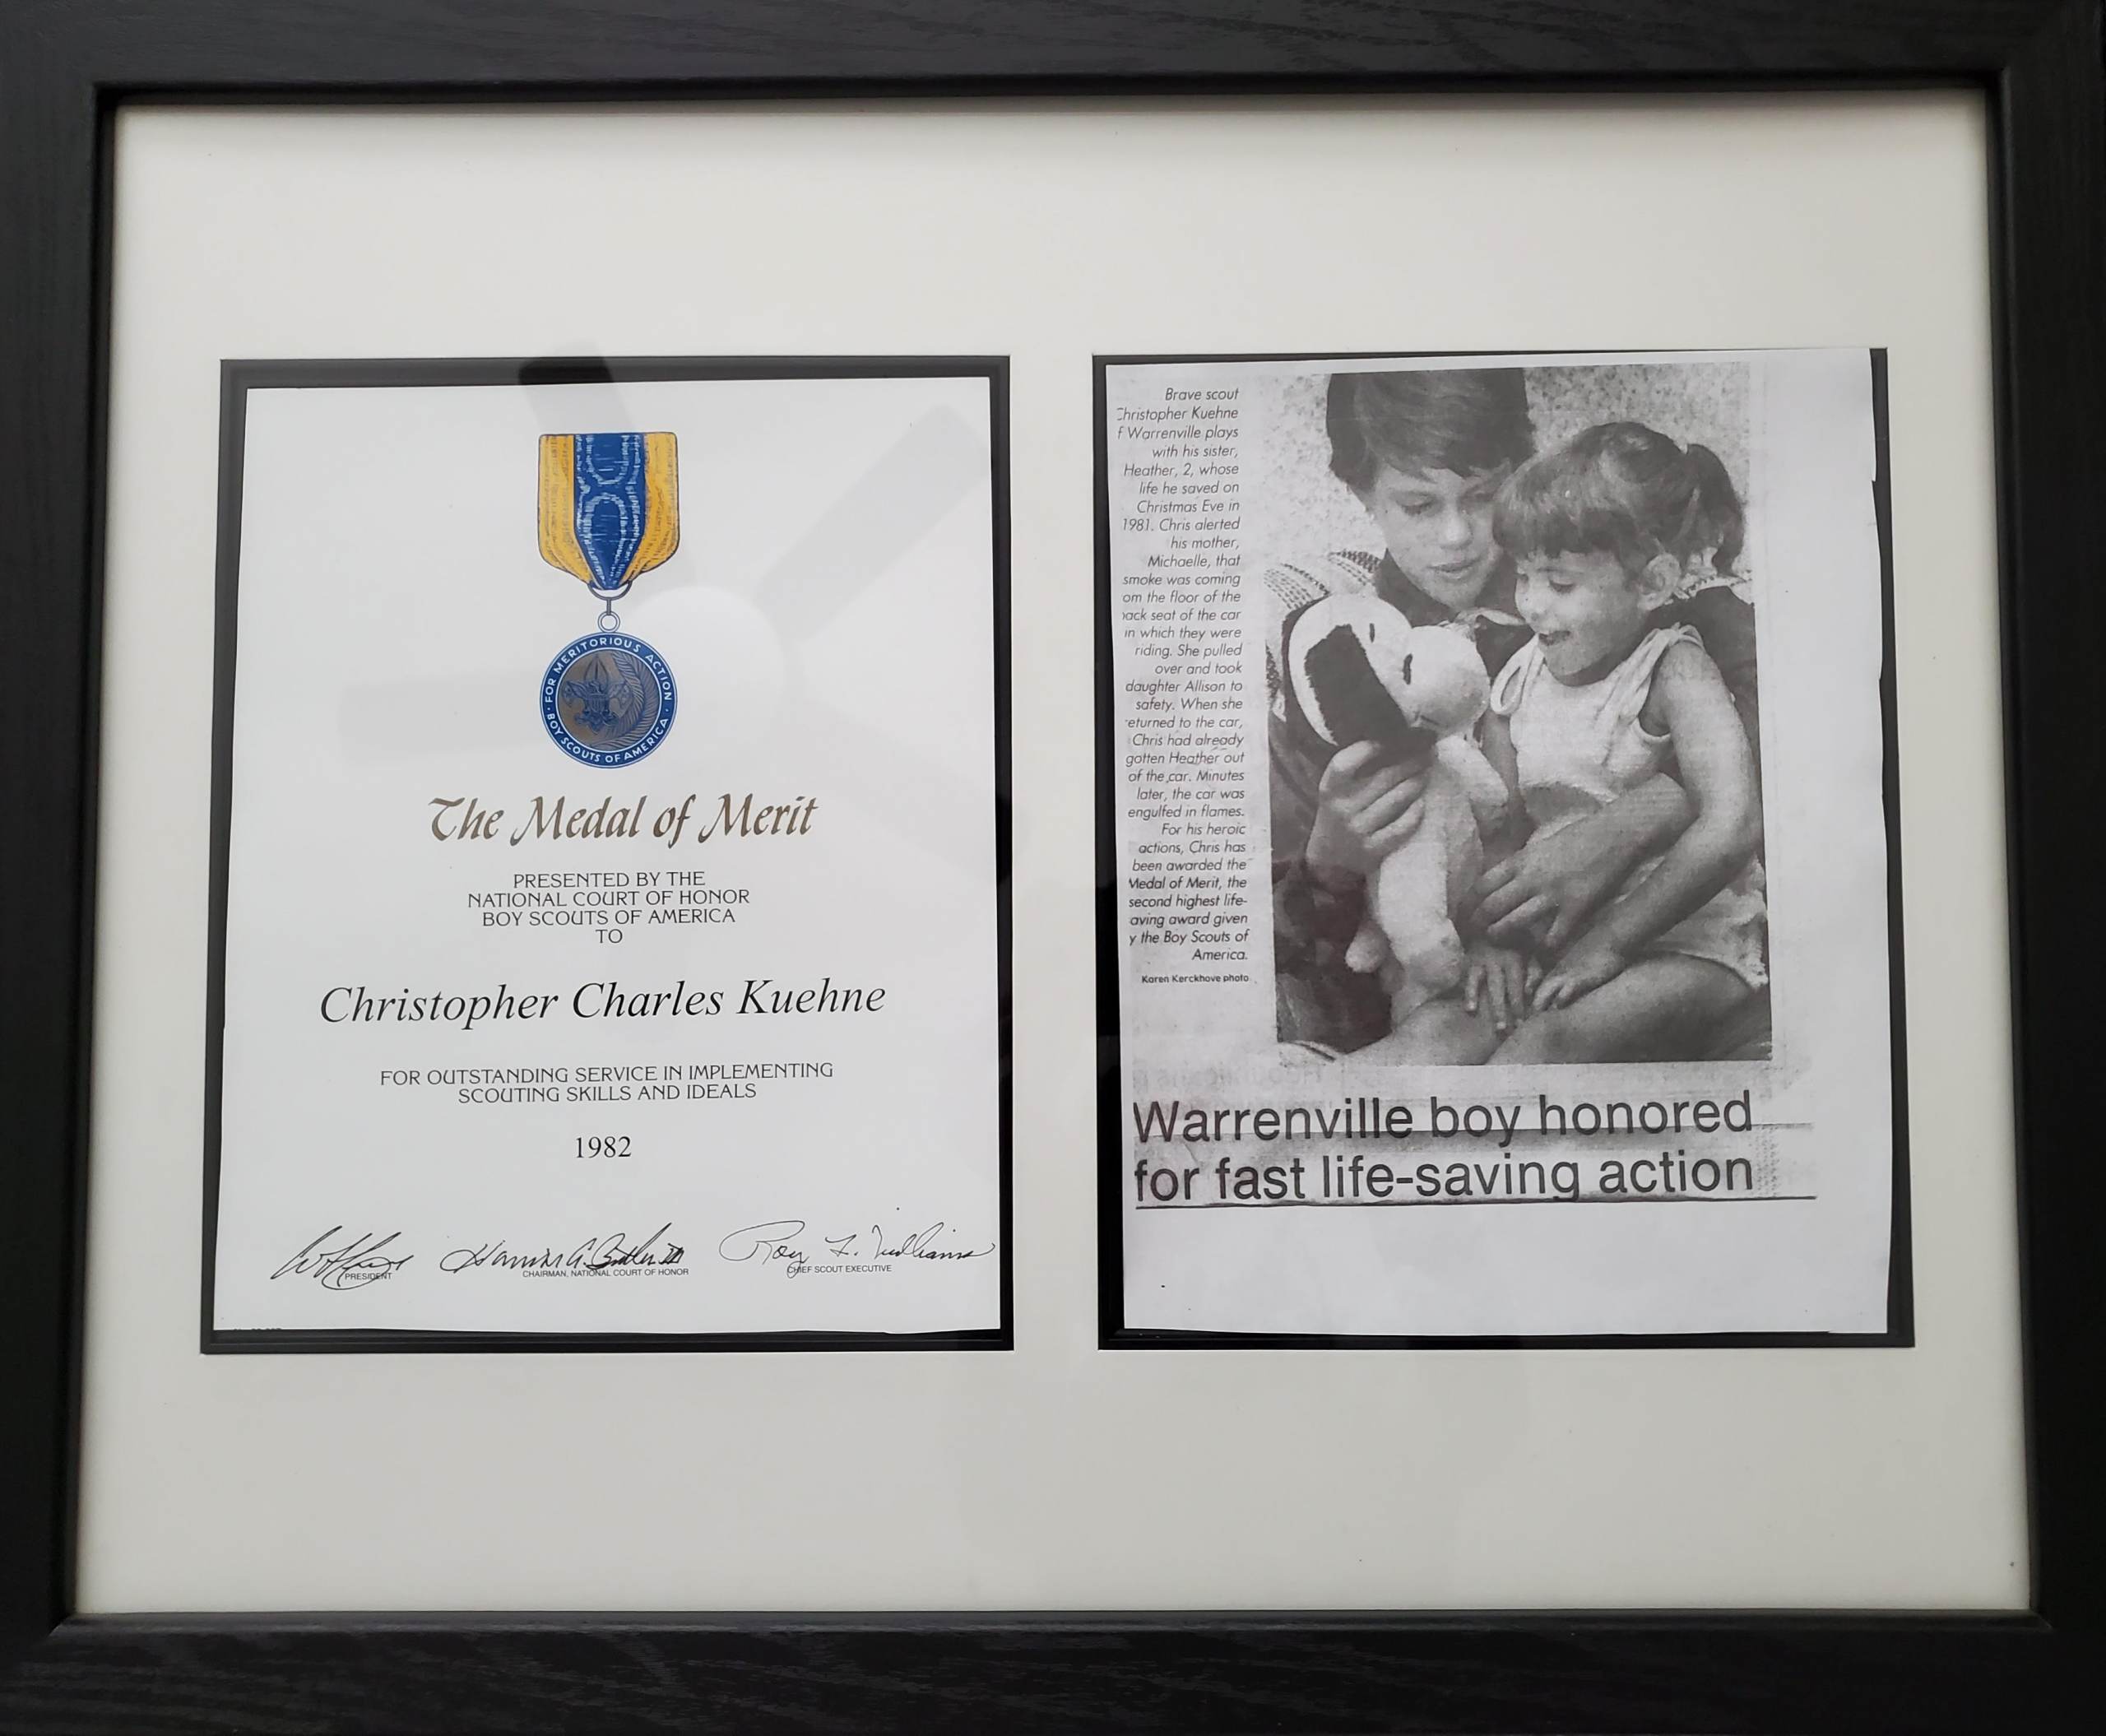 FOR MERITORIOUS ACTION
BOY SCOUTS OF AMERICA
The Medal of Merit
PRESENTED BY THE
NATIONAL COURT OF HONOR
BOY SCOUTS OF AMERICA
TO
Christopher Charles Kuehne
FOR OUTSTANDING SERVICE IN IMPLEMENTING
SCOUTING SKILLS AND IDEALS
1982
Roy L. Williams
PRESIDENT
CHAIRMAN, NATIONAL COURT OF HONOR
CHIEF SCOUT EXECUTIVE
Brave scout
Christopher Kuehne
f Warrenville plays
with his sister,
Heather, 2, whose
life he saved on
Christmas Eve in
1981. Chris alerted
his mother,
Michaelle, that
smoke was coming
om the floor of the
back seat of the car
in which they were
riding. She pulled
over and took
daughter Allison to
safety. When she
eturned to the car,
Chris had already
gotten Heather out
of the car. Minutes
later, the car was
engulfed in flames.
For his heroic
actions, Chris has
been awarded the
Medal of Merit, the
second highest life-
aving award given
y the Boy Scouts of
America.
Karen Kerckhove photo
Warrenville boy honored
for fast life-saving action